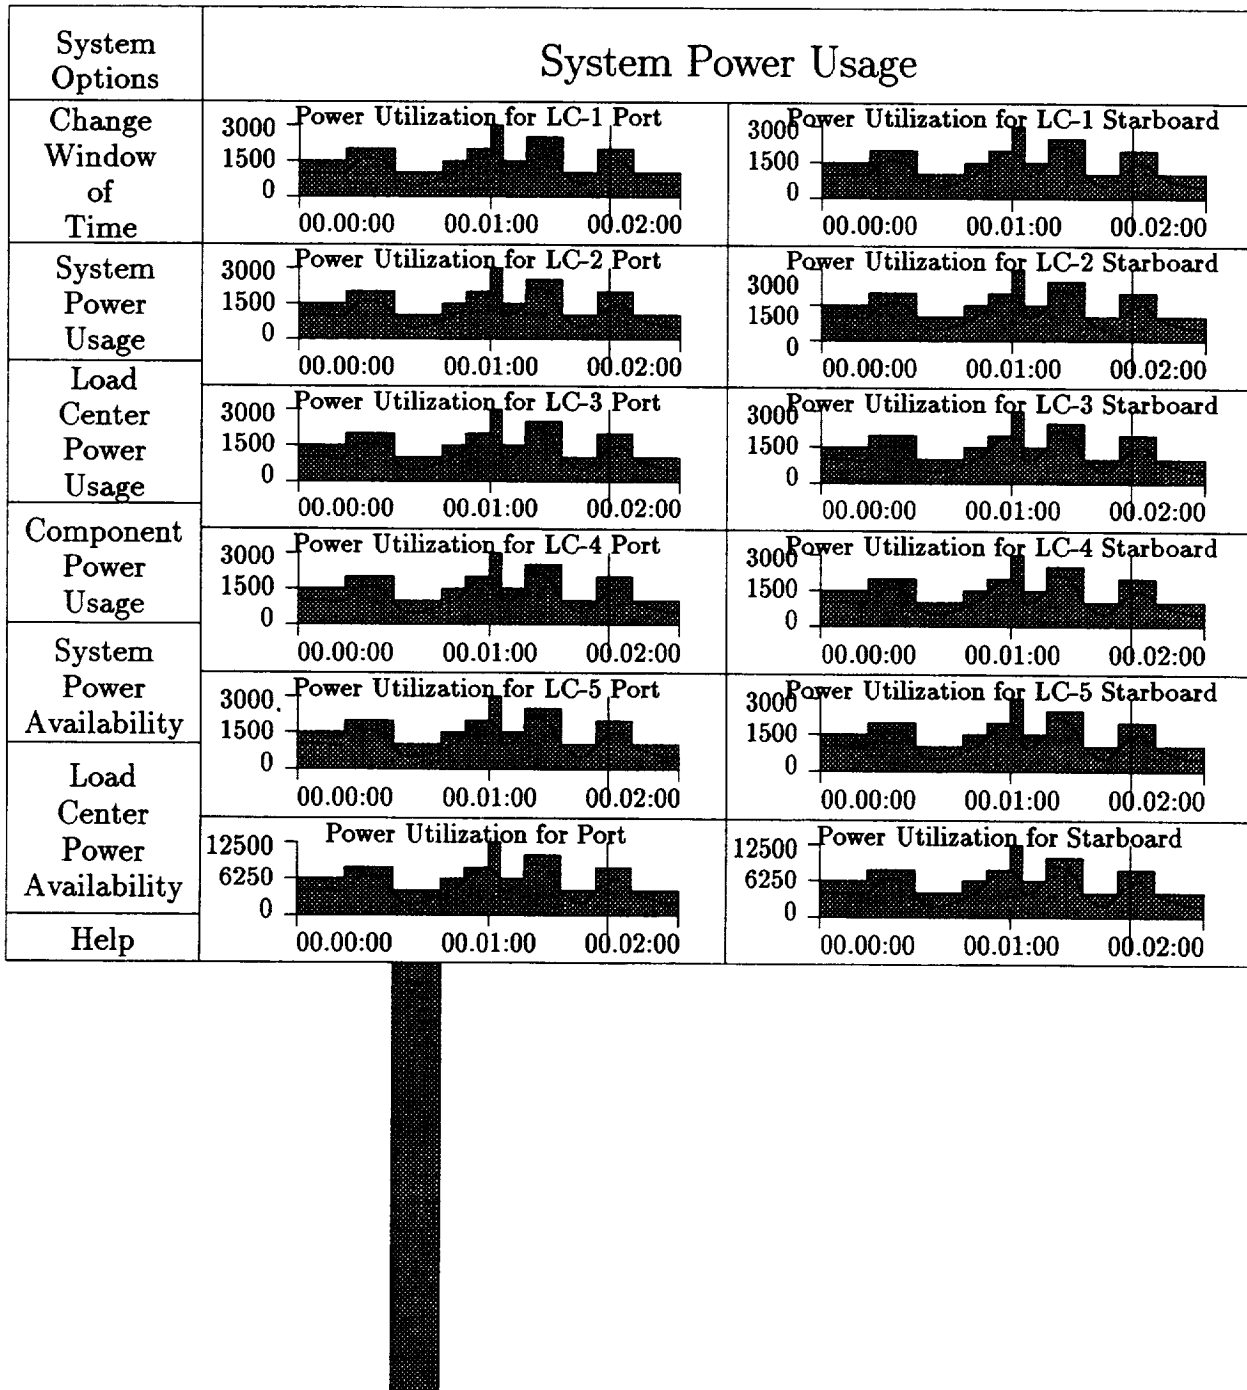 System
Options
System Power Usage
Change
Window
of
Time
System
Power
Usage
Load
Center
Power
Usage
Component
Power
Usage
System
Power
Availability
Load
Center
Power
Availability
Help
Power Utilization for LC-1 Port
3000
1500
0
00.00:00 00.01:00 00.02:00
Power Utilization for LC-1 Starboard
3000
1500
0
00.00:00 00.01:00 00.02:00
Power Utilization for LC-2 Port
3000
1500
0
00.00:00 00.01:00 00.02:00
Power Utilization for LC-2 Starboard
3000
1500
0
00.00:00 00.01:00 00.02:00
Power Utilization for LC-3 Port
3000
1500
0
00.00:00 00.01:00 00.02:00
Power Utilization for LC-3 Starboard
3000
1500
0
00.00:00 00.01:00 00.02:00
Power Utilization for LC-4 Port
3000
1500
0
00.00:00 00.01:00 00.02:00
Power Utilization for LC-4 Starboard
3000
1500
0
00.00:00 00.01:00 00.02:00
Power Utilization for LC-5 Port
3000
1500
0
00.00:00 00.01:00 00.02:00
Power Utilization for LC-5 Starboard
3000
1500
0
00.00:00 00.01:00 00.02:00
Power Utilization for Port
12500
6250
0
00.00:00 00.01:00 00.02:00
Power Utilization for Starboard
12500
6250
0
00.00:00 00.01:00 00.02:00